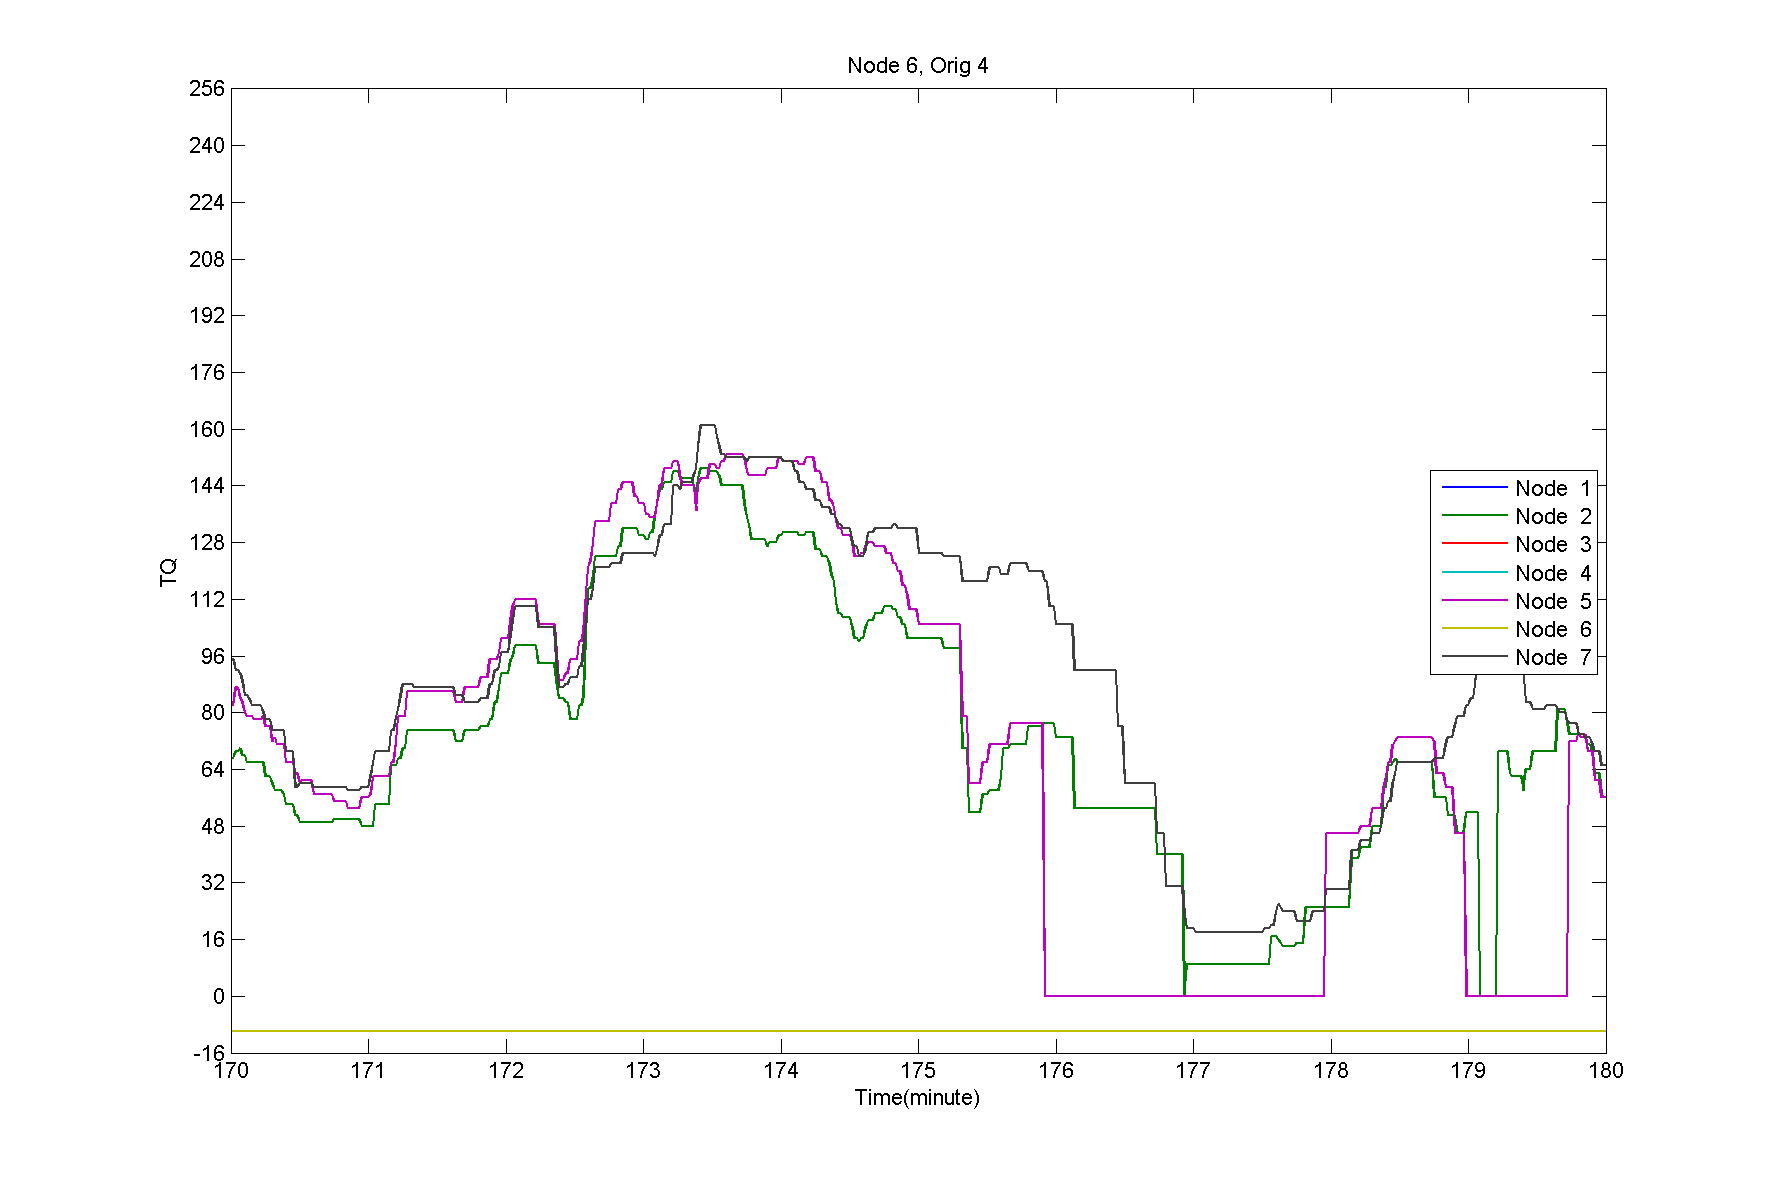 Node 6, Orig 4
256
240
224
208
192
176
160
144
128
112
96
80
64
48
32
16
0
-16
TQ
Node 1
Node 2
Node 3
Node 4
Node 5
Node 6
Node 7
170 171 172 173 174 175 176 177 178 179 180
Time(minute)